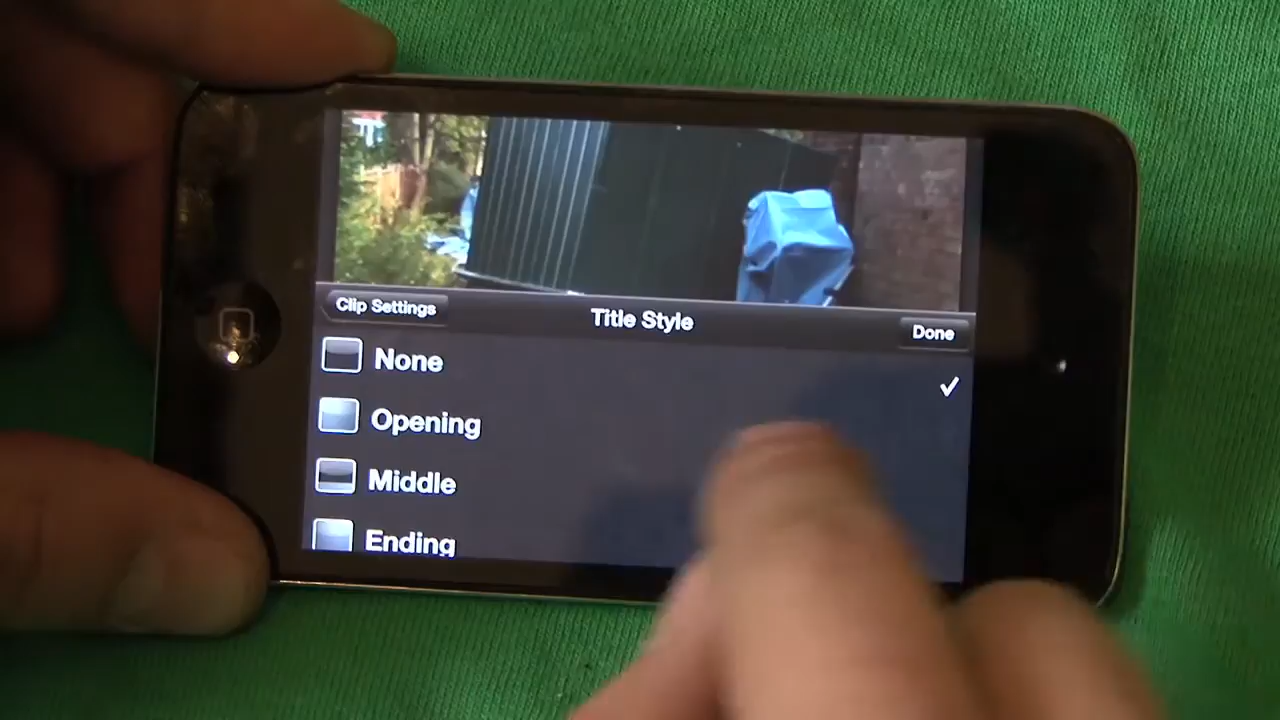 Clip Settings
Title Style
Done
None
Opening
Middle
Ending